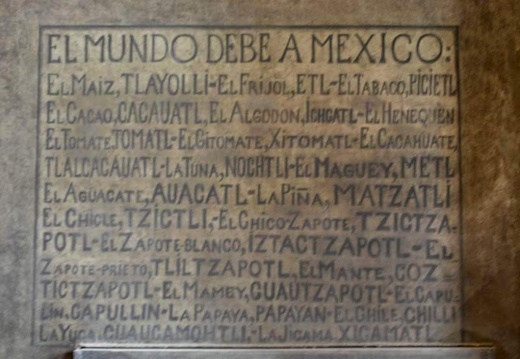 EL MUNDO DEBE A MEXICO:
EL MAIZ, TLAYOLLI-EL FRIJOL, ETL-EL TABACO, PICIETL
EL CACAO, CACAUATL, EL ALGODON, ICHCATL-EL HENEQUEN
EL TOMATE, TOMATL-EL GITOMATE, XITOMATL-EL CACAHUATE,
TLALCACAUATL-LA TUNA, NOCHTLI-EL MAGUEY, METL
EL AGUACATE, AUACATL-LA PIÑA, MATZATLI
EL CHICLE, TZICTLI,-EL CHICO-ZAPOTE, TZICTZA-
POTL-EL ZAPOTE-BLANCO, IZTACTZAPOTL-EL
ZAPOTE-PRIETO, TLILTZAPOTL, EL MANTE, COZ-
TICTZAPOTL-EL MAMEY, CUAUTZAPOTL-EL CAPU-
LIN, CAPULLIN-LA PAPAYA, PAPAYAN-EL CHILE, CHILLI
LA YUCA, CUAUCAMOHTLI,-LA JICAMA XICAMATL